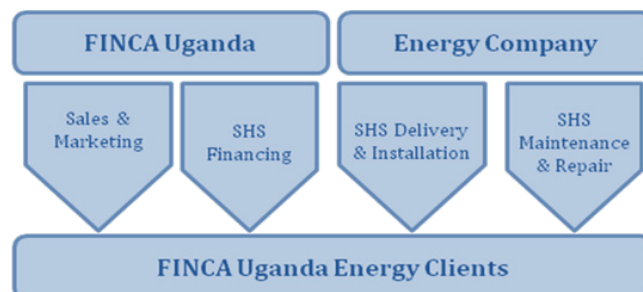 FINCA Uganda
Energy Company
Sales &
Marketing
SHS
Financing
SHS Delivery
& Installation
SHS
Maintenance
& Repair
FINCA Uganda Energy Clients